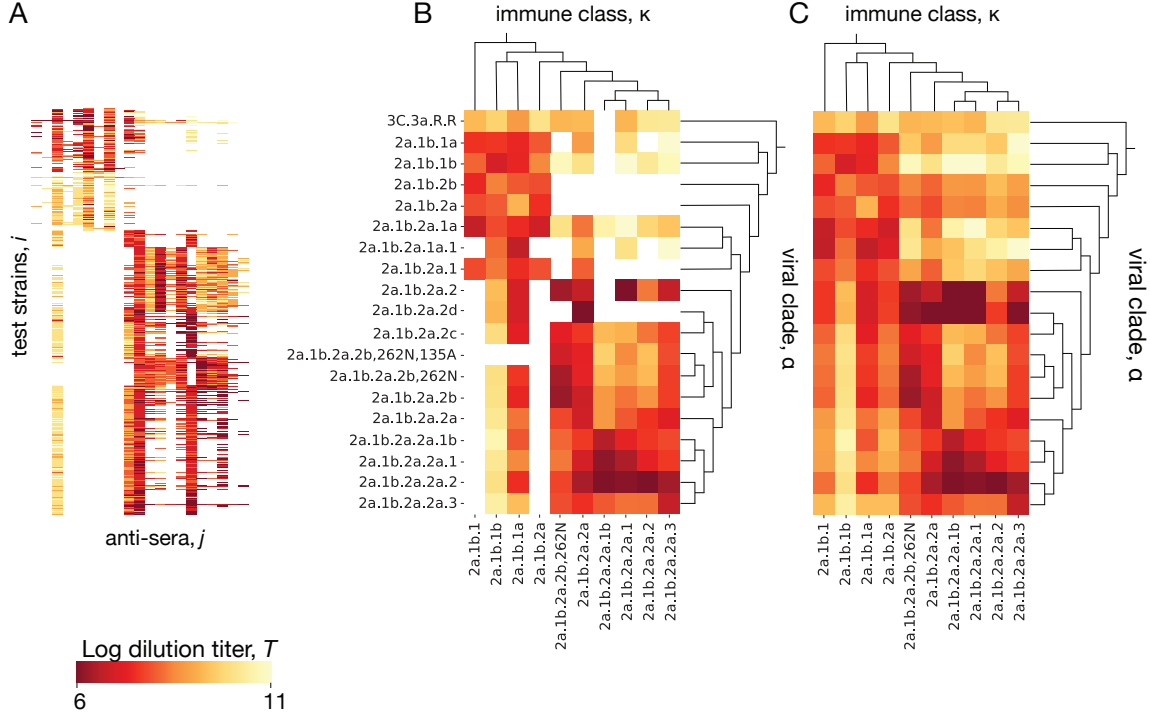 A
B
C
immune class, κ
immune class, κ
test strains, i
anti-sera, j
3C.3a.R.R
2a.1b.1a
2a.1b.1b
2a.1b.2b
2a.1b.2a
2a.1b.2a.1a
2a.1b.2a.1a.1
2a.1b.2a.1
2a.1b.2a.2
2a.1b.2a.2d
2a.1b.2a.2c
2a.1b.2a.2b,262N,135A
2a.1b.2a.2b,262N
2a.1b.2a.2b
2a.1b.2a.2a
2a.1b.2a.2a.1b
2a.1b.2a.2a.1
2a.1b.2a.2a.2
2a.1b.2a.2a.3
viral clade, α
viral clade, α
2a.1b.1
2a.1b.1b
2a.1b.1a
2a.1b.2a
2a.1b.2a.2b,262N
2a.1b.2a.2a
2a.1b.2a.2a.1b
2a.1b.2a.2a.1
2a.1b.2a.2a.2
2a.1b.2a.2a.3
2a.1b.1
2a.1b.1b
2a.1b.1a
2a.1b.2a
2a.1b.2a.2b,262N
2a.1b.2a.2a
2a.1b.2a.2a.1b
2a.1b.2a.2a.1
2a.1b.2a.2a.2
2a.1b.2a.2a.3
Log dilution titer, T
6
11